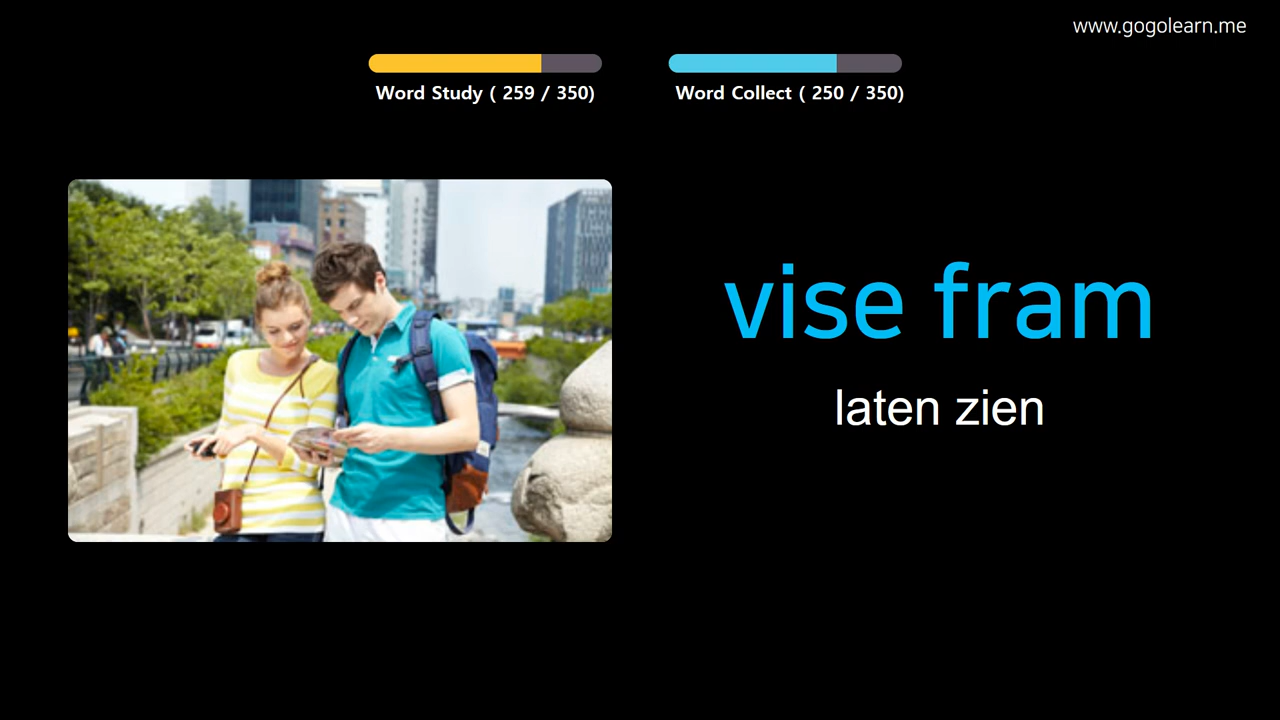 www.gogolearn.me
Word Study ( 259 / 350)
Word Collect ( 250 / 350)
vise fram
laten zien